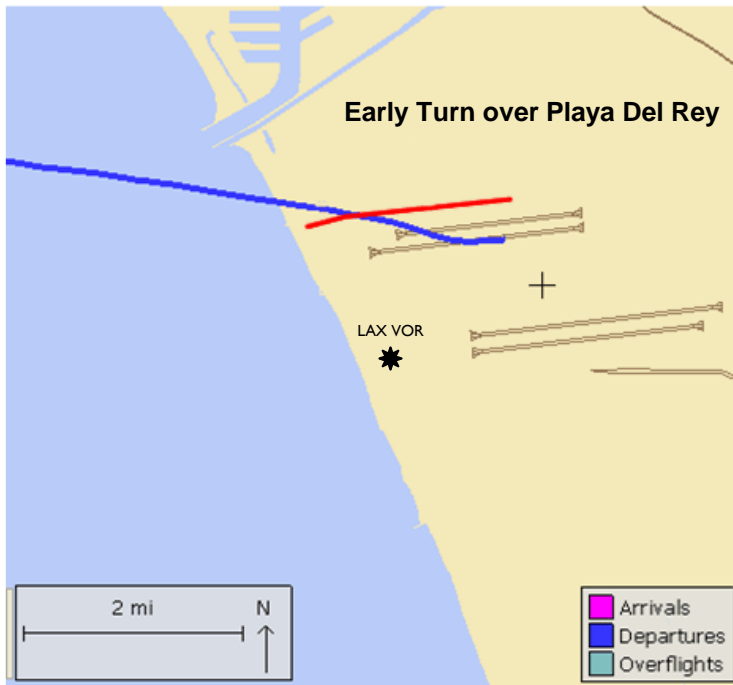 Early Turn over Playa Del Rey
LAX VOR
2 mi
N
Arrivals
Departures
Overflights